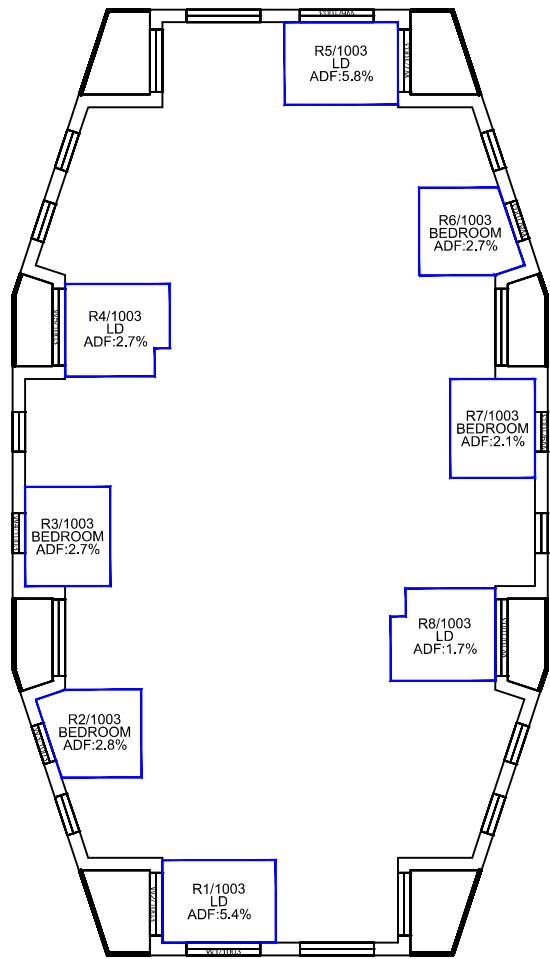 R5/1003
LD
ADF:5.8%
R6/1003
BEDROOM
ADF:2.7%
R4/1003
LD
ADF:2.7%
R7/1003
BEDROOM
ADF:2.1%
R3/1003
BEDROOM
ADF:2.7%
R8/1003
LD
ADF:1.7%
R2/1003
BEDROOM
ADF:2.8%
R1/1003
LD
ADF:5.4%
W1/1003